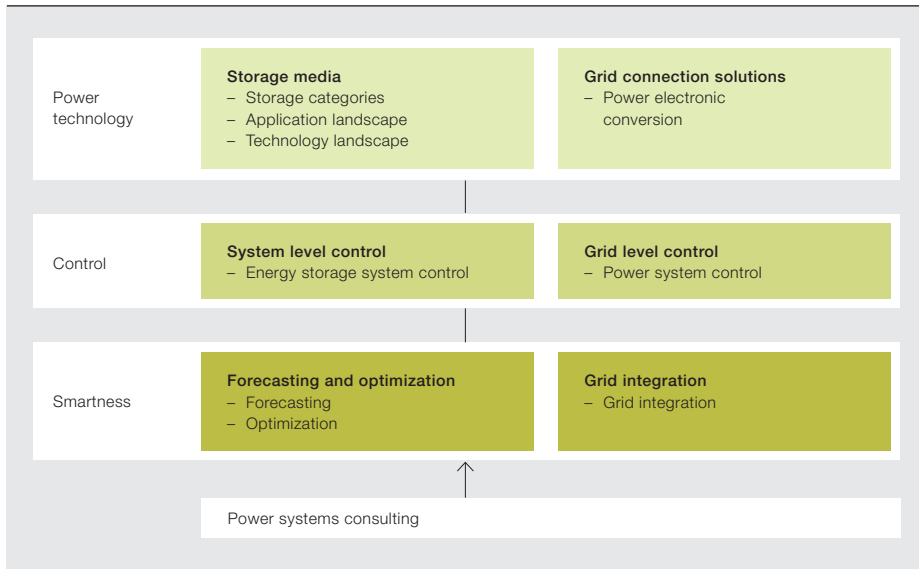 Power
technology
Storage media
– Storage categories
– Application landscape
– Technology landscape
Grid connection solutions
– Power electronic
conversion
Control
System level control
– Energy storage system control
Grid level control
– Power system control
Smartness
Forecasting and optimization
– Forecasting
– Optimization
Grid integration
– Grid integration
Power systems consulting